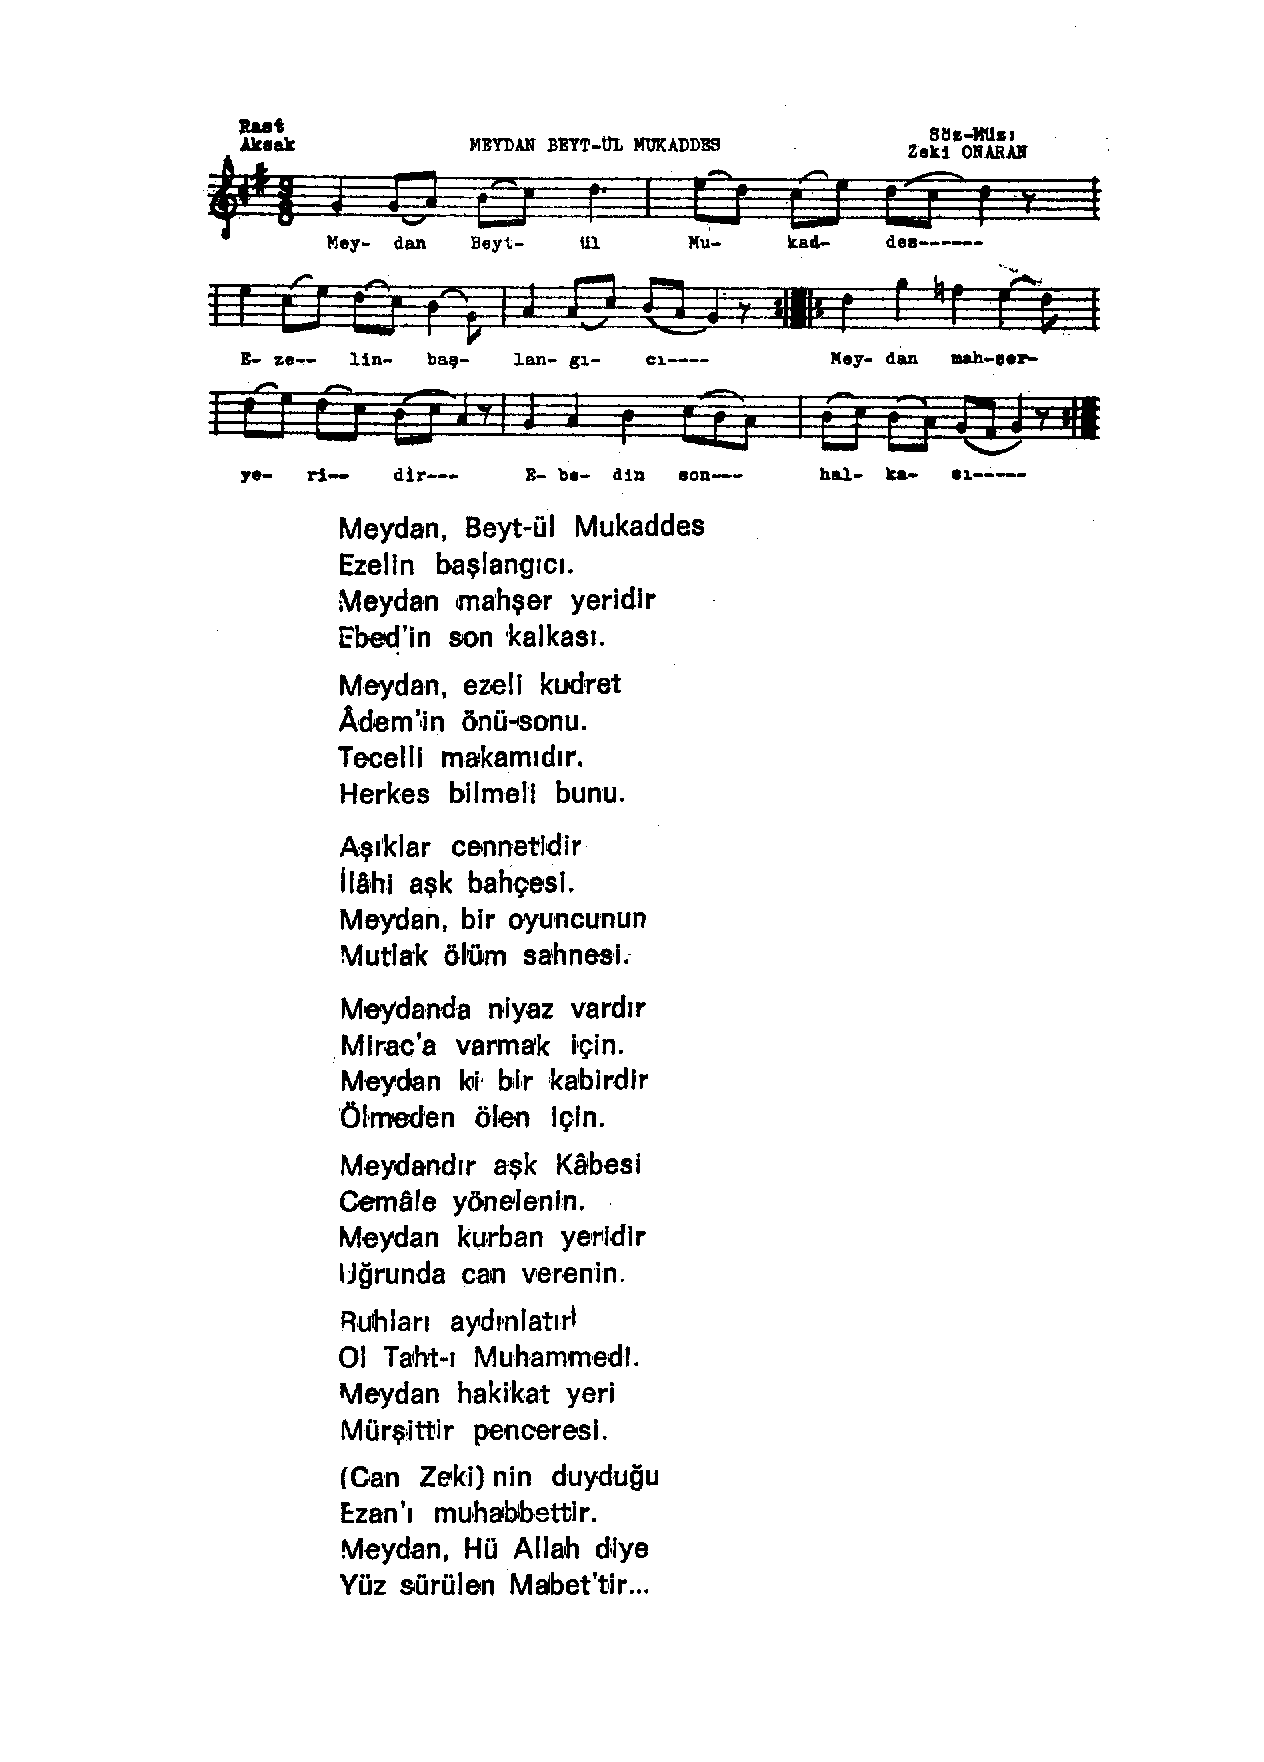 Rast
Aksak
MEYDAN BEYT-ÜL MUKADDES
Söz-Müzi
Zeki ONARAN
9
8
Mey- dan Beyt- ül Mu- kad- des------
E- ze-- lin- baş- lan- gı- cı---- Mey- dan mah-şer-
ye- ri-- dir--- E- be- din son--- hal- ka- sı-----
Meydan, Beyt-ül Mukaddes
Ezelin başlangıcı.
Meydan mahşer yeridir
Ebed'in son kalkası.
Meydan, ezeli kudret
Âdem'in önü-sonu.
Tecelli makamıdır.
Herkes bilmeli bunu.
Aşıklar cennetidir
İlâhi aşk bahçesi.
Meydan, bir oyuncunun
Mutlak ölüm sahnesi.
Meydanda niyaz vardır
Mirac'a varmak için.
Meydan ki bir kabirdir
Ölmeden ölen için.
Meydandır aşk Kâbesi
Cemâle yönelenin.
Meydan kurban yeridir
Uğrunda can verenin.
Ruhları aydınlatır
Ol Taht-ı Muhammedi.
Meydan hakikat yeri
Mürşittir penceresi.
(Can Zeki) nin duyduğu
Ezan'ı muhabbettir.
Meydan, Hü Allah diye
Yüz sürülen Mabet'tir...